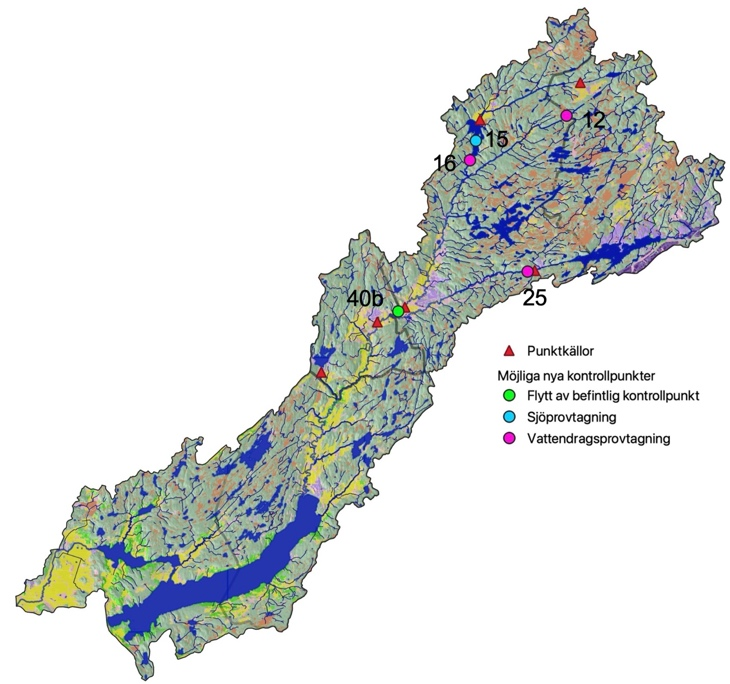 12
15
16
40b
25
Punktkällor
Möjliga nya kontrollpunkter
Flytt av befintlig kontrollpunkt
Sjöprovtagning
Vattendragsprovtagning